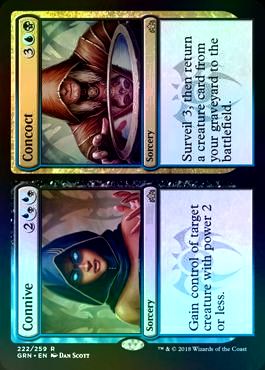 Connive 2
Sorcery
Gain control of target
creature with power 2
or less.
222/259 R
GRN • EN DAN SCOTT
Concoct 3
Sorcery
Surveil 3, then return
a creature card from
your graveyard to the
battlefield.
™ & © 2018 Wizards of the Coast